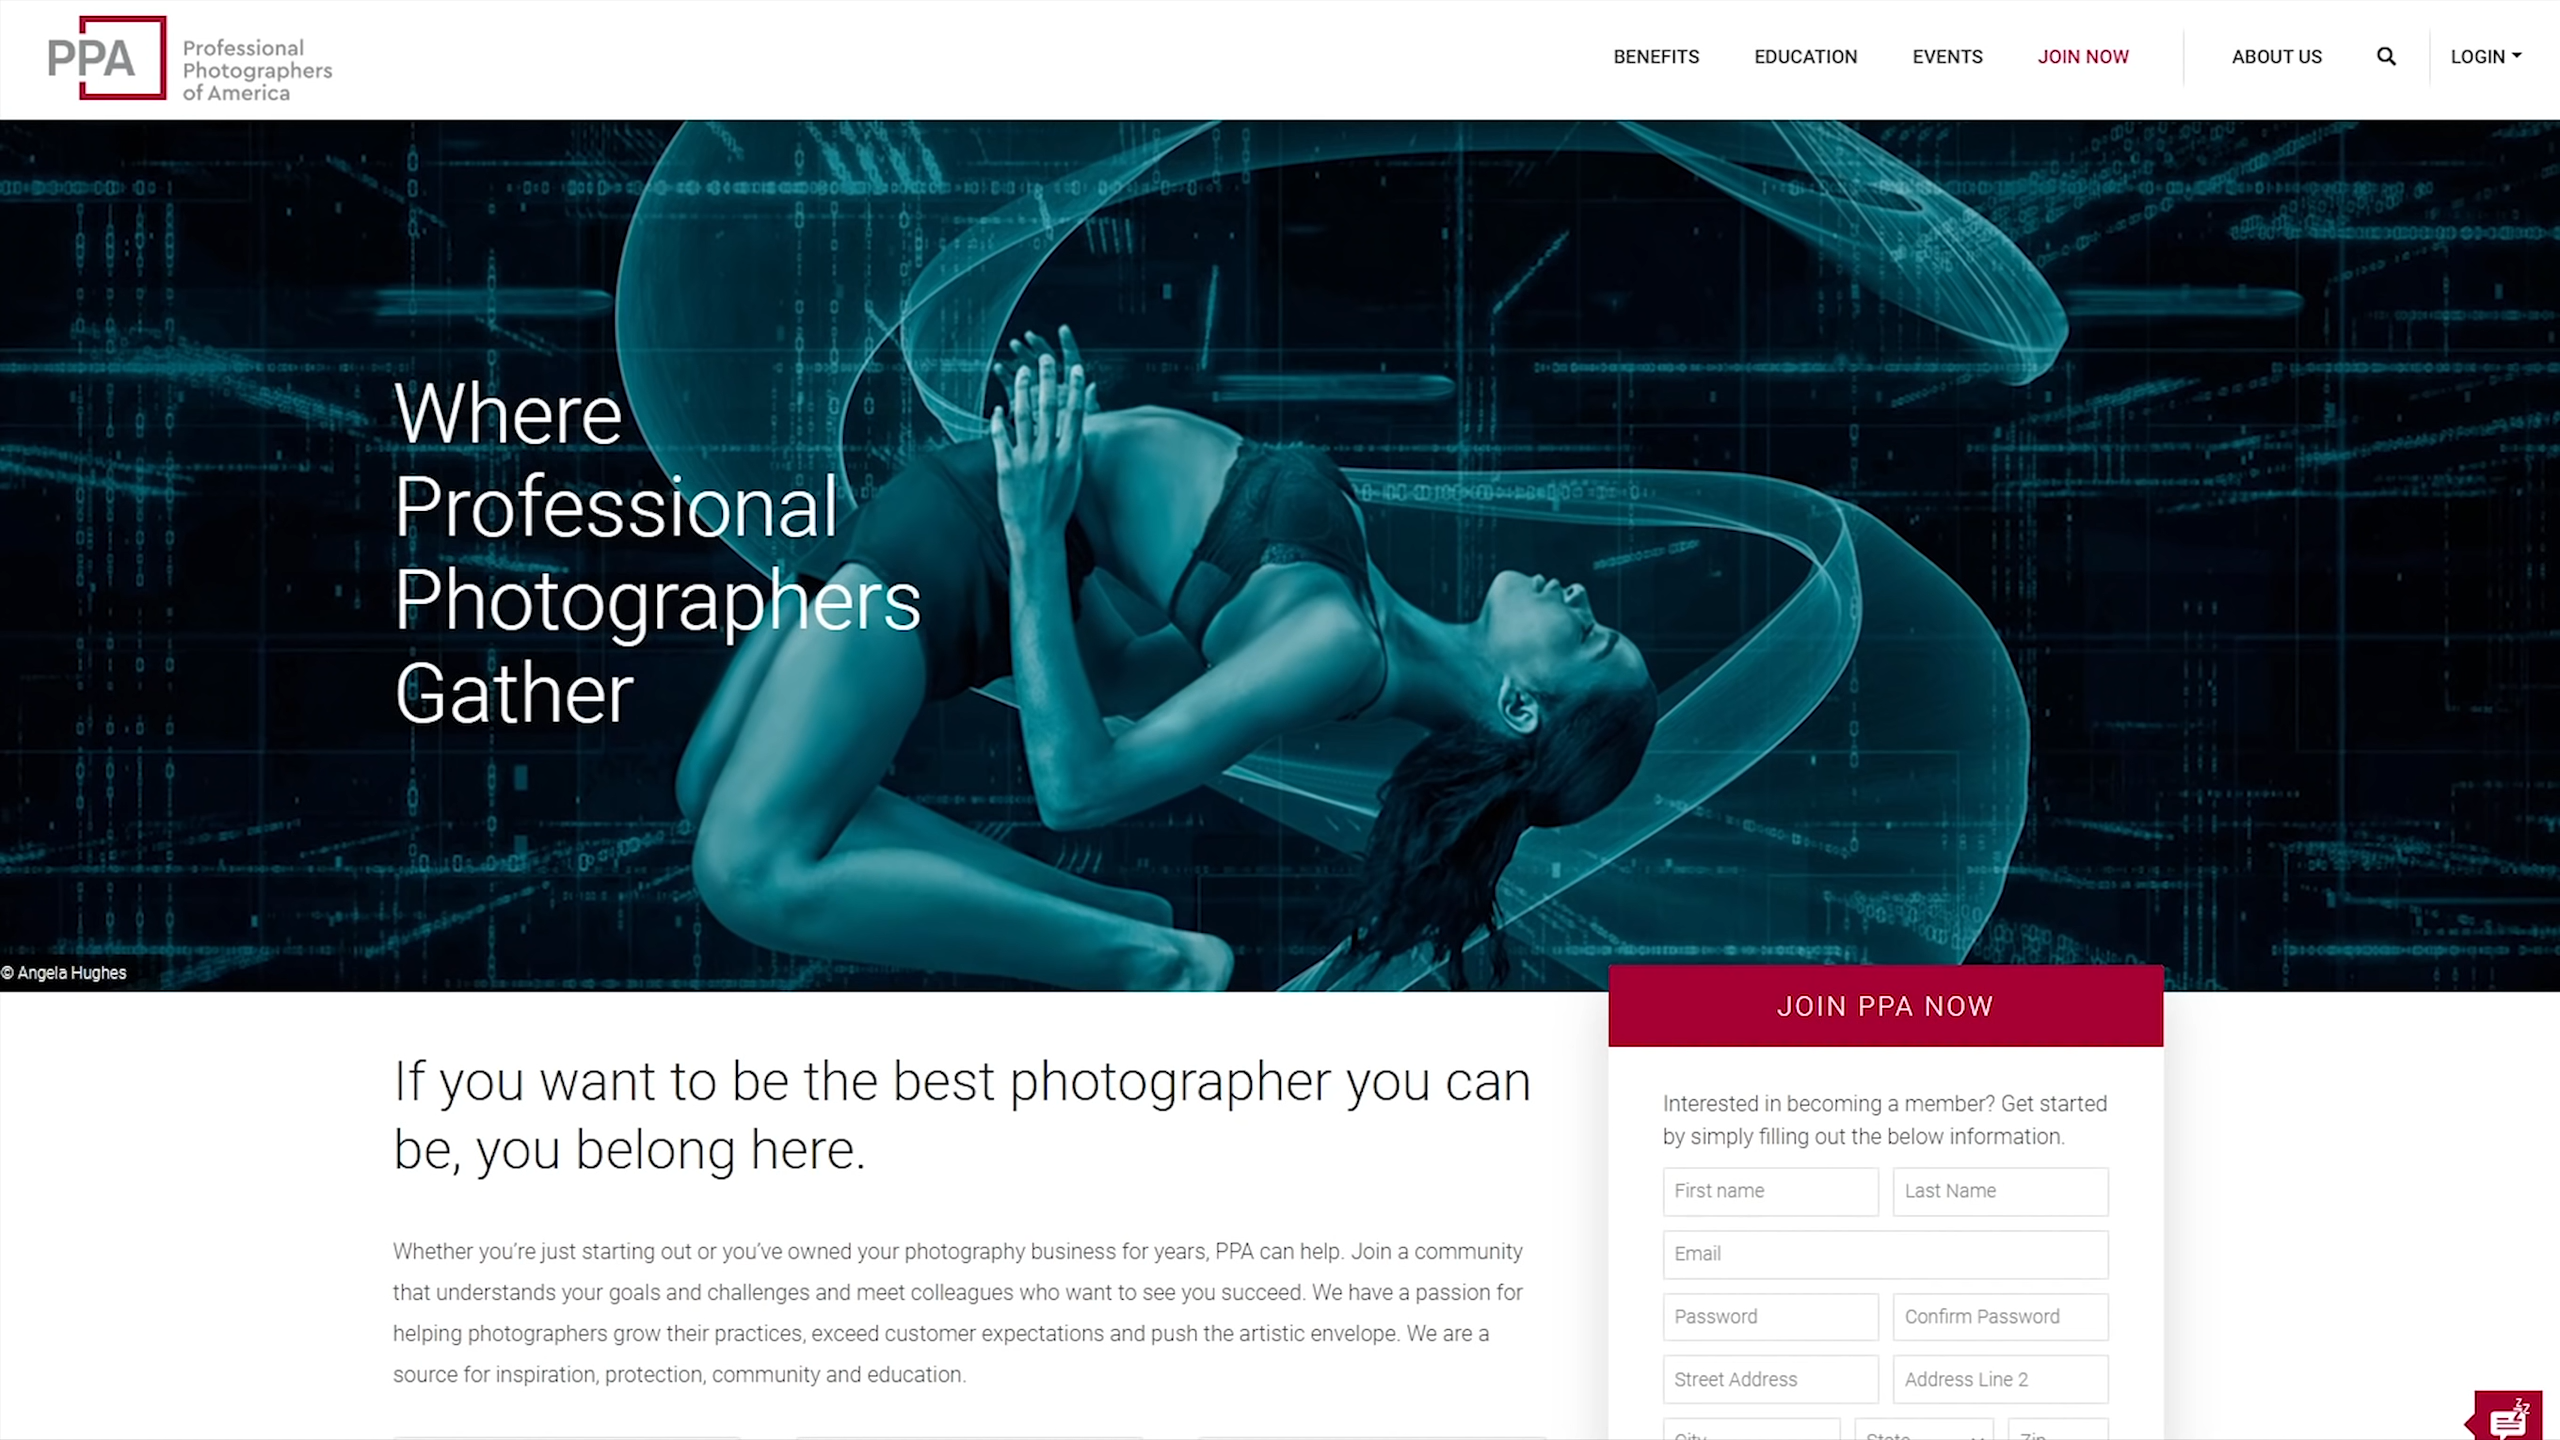 PPA
Professional
Photographers
of America
BENEFITS
EDUCATION
EVENTS
JOIN NOW
ABOUT US
LOGIN
Where
Professional
Photographers
Gather
© Angela Hughes
If you want to be the best photographer you can
be, you belong here.
Whether you're just starting out or you've owned your photography business for years, PPA can help. Join a community
that understands your goals and challenges and meet colleagues who want to see you succeed. We have a passion for
helping photographers grow their practices, exceed customer expectations and push the artistic envelope. We are a
source for inspiration, protection, community and education.
JOIN PPA NOW
Interested in becoming a member? Get started
by simply filling out the below information.
First name
Last Name
Email
Password
Confirm Password
Street Address
Address Line 2
City
State
Zip